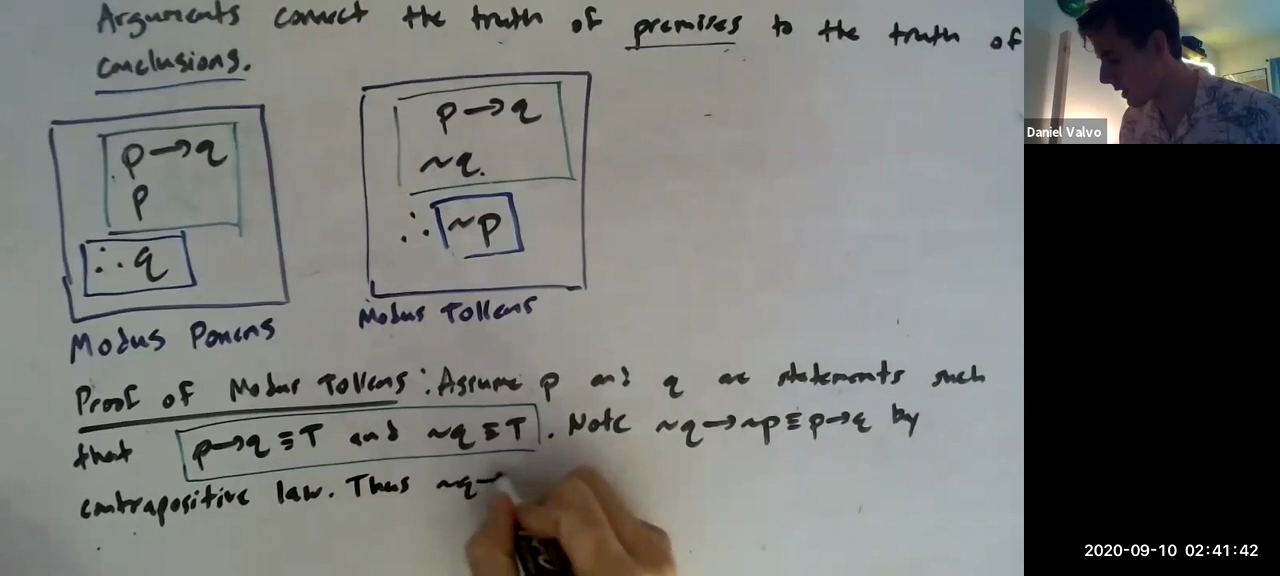 Arguments connect the truth of premises to the truth of
conclusions.
p→q
p
∴ q
Modus Ponens
p→q
~q.
∴ ~p
Modus Tollens
Proof of Modus Tollens: Assume p and q are statements such
that p→q ≡ T and ~q ≡ T. Note ~q→~p ≡ p→q by
contrapositive law. Thus ~q→
Daniel Valvo
2020-09-10 02:41:42